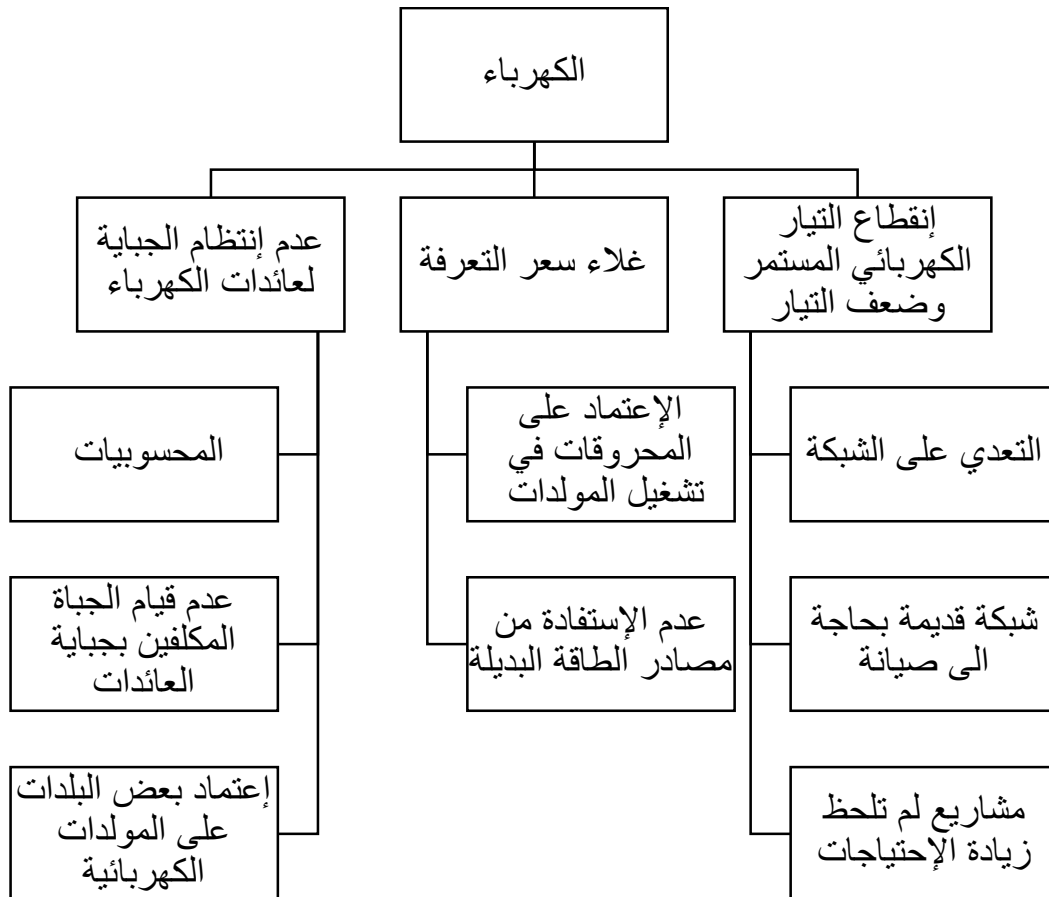 الكهرباء
إنقطاع التيار
الكهربائي المستمر
وضعف التيار
غلاء سعر التعرفة
عدم إنتظام الجباية
لعائدات الكهرباء
التعدي على الشبكة
الإعتماد على
المحروقات في
تشغيل المولدات
المحسوبيات
شبكة قديمة بحاجة
الى صيانة
عدم الإستفادة من
مصادر الطاقة البديلة
عدم قيام الجباة
المكلفين بجباية
العائدات
مشاريع لم تلحظ
زيادة الإحتياجات
إعتماد بعض البلدات
على المولدات
الكهربائية